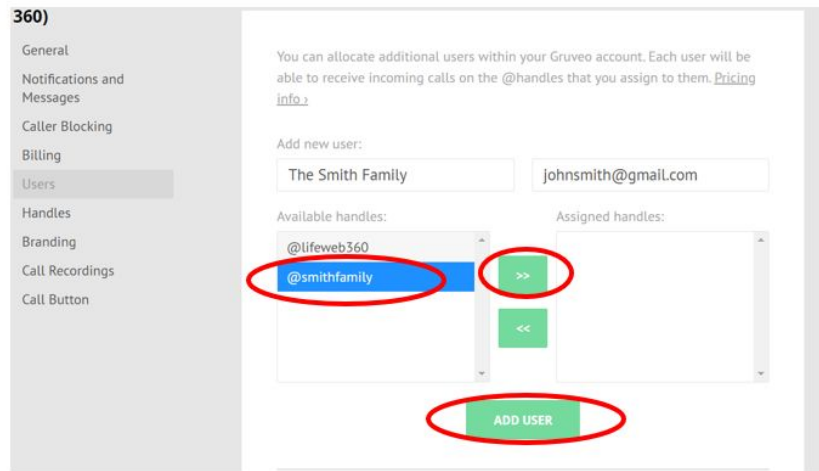 360)
General
Notifications and
Messages
Caller Blocking
Billing
Users
Handles
Branding
Call Recordings
Call Button
You can allocate additional users within your Gruveo account. Each user will be
able to receive incoming calls on the @handles that you assign to them. Pricing
info ›
Add new user:
The Smith Family
johnsmith@gmail.com
Available handles:
Assigned handles:
@lifeweb360
@smithfamily
>>
<<
ADD USER